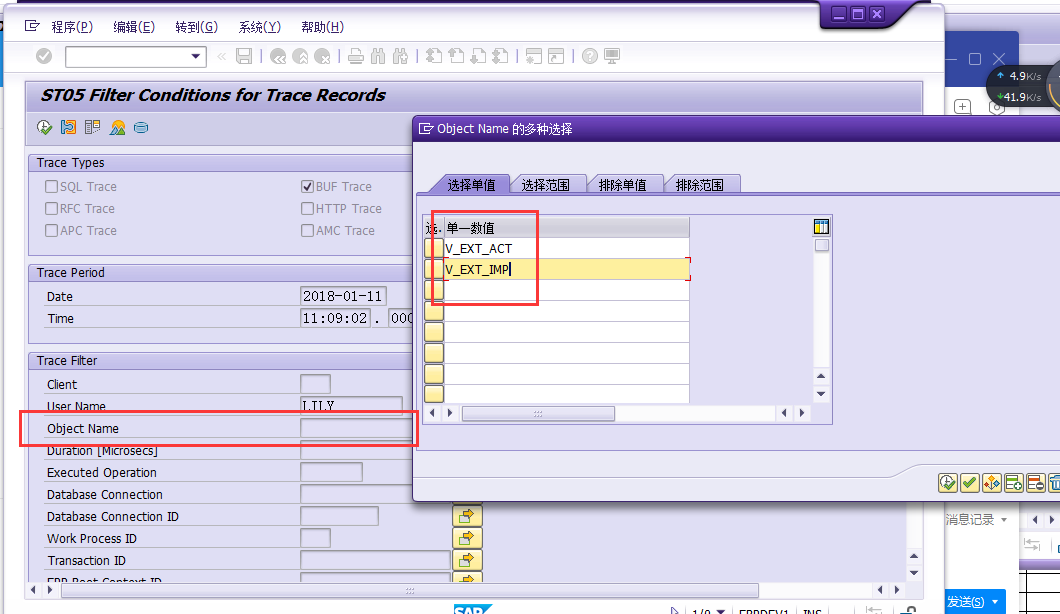 程序(P) 编辑(E) 转到(G) 系统(Y) 帮助(H)
ST05 Filter Conditions for Trace Records
4.9K/s
41.9K/s
Trace Types
SQL Trace
BUF Trace
RFC Trace
HTTP Trace
APC Trace
AMC Trace
Trace Period
Date 2018-01-11
Time 11:09:02 . 000
Trace Filter
Client
User Name LILY
Object Name
Duration [Microsecs]
Executed Operation
Database Connection
Database Connection ID
Work Process ID
Transaction ID
EPP Root Context ID
Object Name 的多种选择
选择单值 选择范围 排除单值 排除范围
选. 单一数值
V_EXT_ACT
V_EXT_IMP
消息记录
发送(S)
SAP
1/0 ERPDEV1 INS